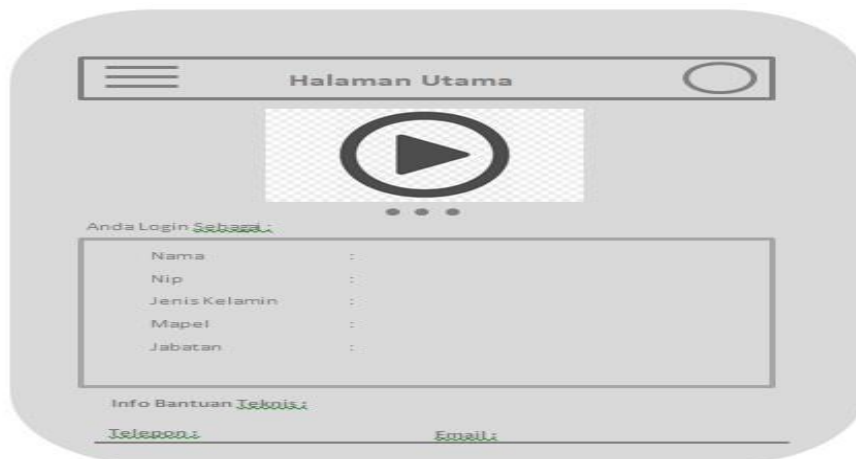 Halaman Utama
Anda Login Sebagai :
Nama :
Nip :
Jenis Kelamin :
Mapel :
Jabatan :
Info Bantuan Teknis :
Telepon : Email :